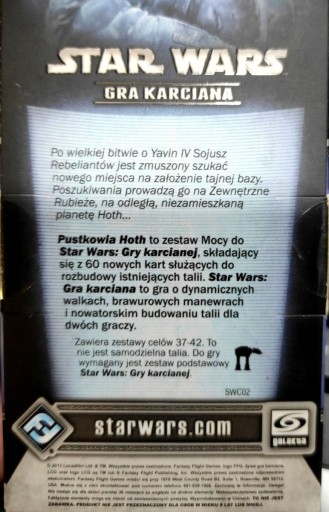 STAR WARS
GRA KARCIANA
Po wielkiej bitwie o Yavin IV Sojusz
Rebeliantów jest zmuszony szukać
nowego miejsca na założenie tajnej bazy.
Poszukiwania prowadzą go na Zewnętrzne
Rubieże, na odległą, niezamieszkaną
planetę Hoth...
Pustkowia Hoth to zestaw Mocy do
Star Wars: Gry karcianej, składający
się z 60 nowych kart służących do
rozbudowy istniejących talii. Star Wars:
Gra karciana to gra o dynamicznych
walkach, brawurowych manewrach
i nowatorskim budowaniu talii dla
dwóch graczy.
Zawiera zestawy celów 37-42. To
nie jest samodzielna talia. Do gry
wymagany jest zestaw podstawowy
Star Wars: Gry karcianej.
SWC02
starwars.com
galakta